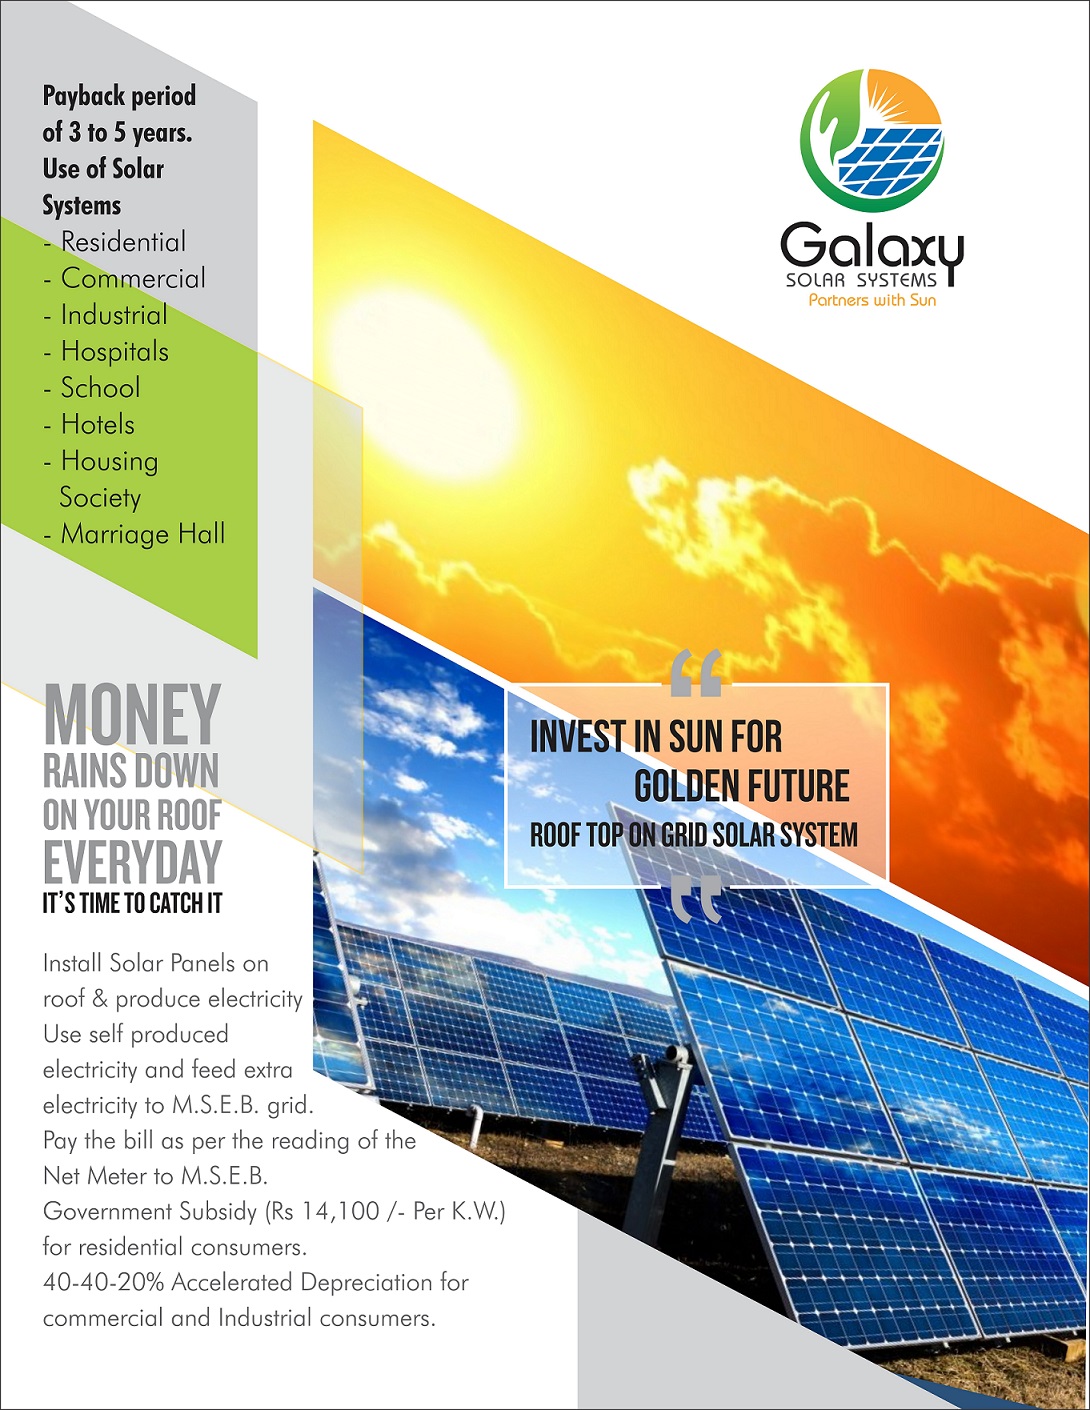 Payback period
of 3 to 5 years.
Use of Solar
Systems
- Residential
- Commercial
- Industrial
- Hospitals
- School
- Hotels
- Housing
Society
- Marriage Hall
Galaxy
SOLAR SYSTEMS
Partners with Sun
“
INVEST IN SUN FOR
GOLDEN FUTURE
ROOF TOP ON GRID SOLAR SYSTEM
”
MONEY
RAINS DOWN
ON YOUR ROOF
EVERYDAY
IT'S TIME TO CATCH IT
Install Solar Panels on
roof & produce electricity
Use self produced
electricity and feed extra
electricity to M.S.E.B. grid.
Pay the bill as per the reading of the
Net Meter to M.S.E.B.
Government Subsidy (Rs 14,100 /- Per K.W.)
for residential consumers.
40-40-20% Accelerated Depreciation for
commercial and Industrial consumers.